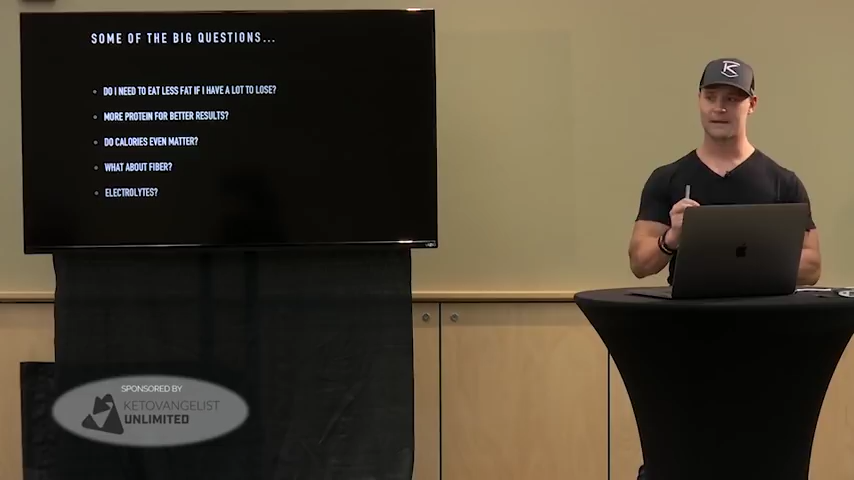 SOME OF THE BIG QUESTIONS...
DO I NEED TO EAT LESS FAT IF I HAVE A LOT TO LOSE?
MORE PROTEIN FOR BETTER RESULTS?
DO CALORIES EVEN MATTER?
WHAT ABOUT FIBER?
ELECTROLYTES?
R
SPONSORED BY
KETOVANGELIST
UNLIMITED